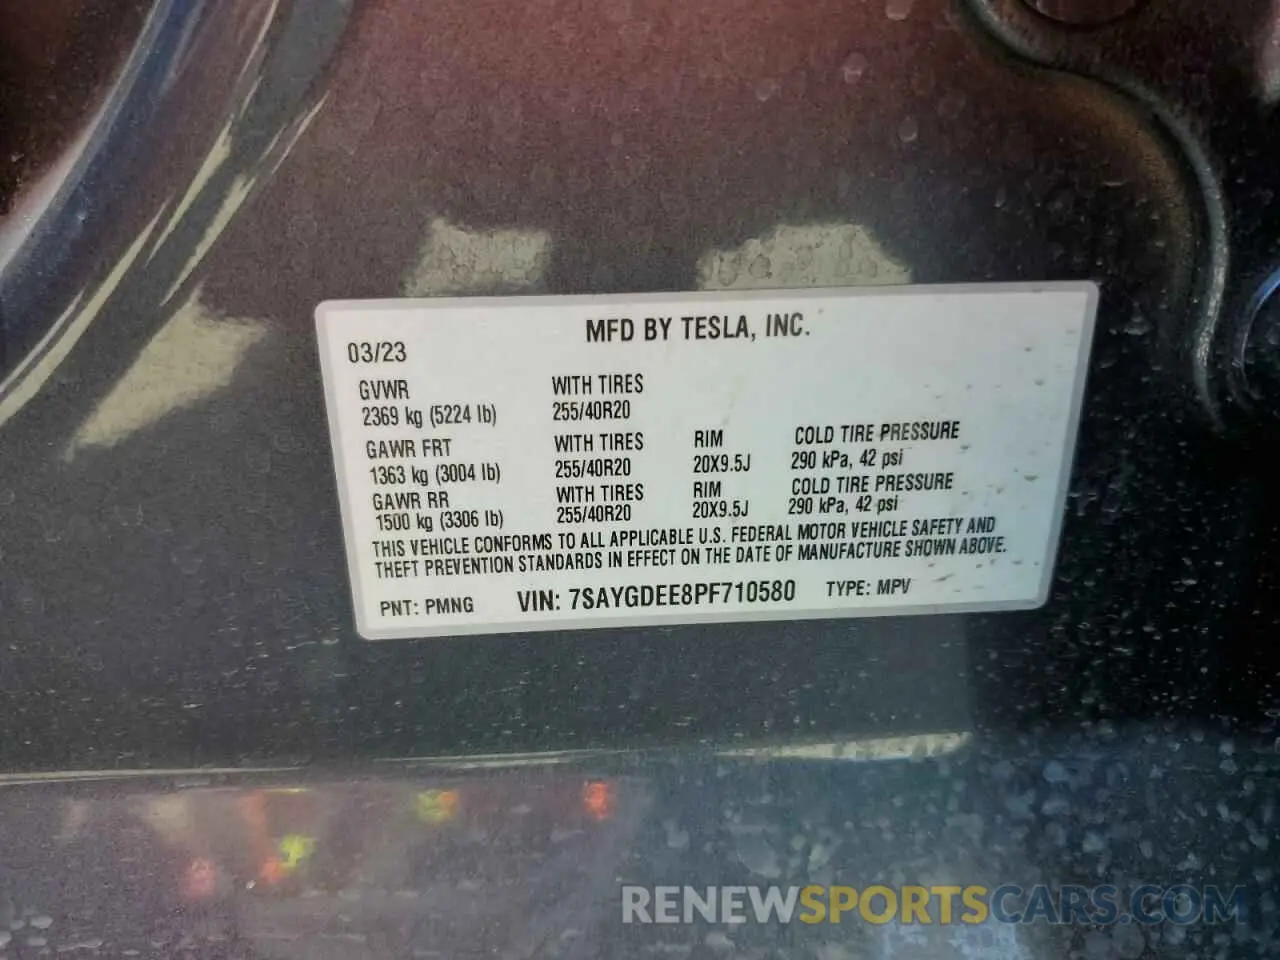 MFD BY TESLA, INC.
03/23
GVWR WITH TIRES
2369 kg (5224 lb) 255/40R20
GAWR FRT WITH TIRES RIM COLD TIRE PRESSURE
1363 kg (3004 lb) 255/40R20 20X9.5J 290 kPa, 42 psi
GAWR RR WITH TIRES RIM COLD TIRE PRESSURE
1500 kg (3306 lb) 255/40R20 20X9.5J 290 kPa, 42 psi
THIS VEHICLE CONFORMS TO ALL APPLICABLE U.S. FEDERAL MOTOR VEHICLE SAFETY AND
THEFT PREVENTION STANDARDS IN EFFECT ON THE DATE OF MANUFACTURE SHOWN ABOVE.
PNT: PMNG VIN: 7SAYGDEE8PF710580 TYPE: MPV
RENEWSPORTSCARS.COM